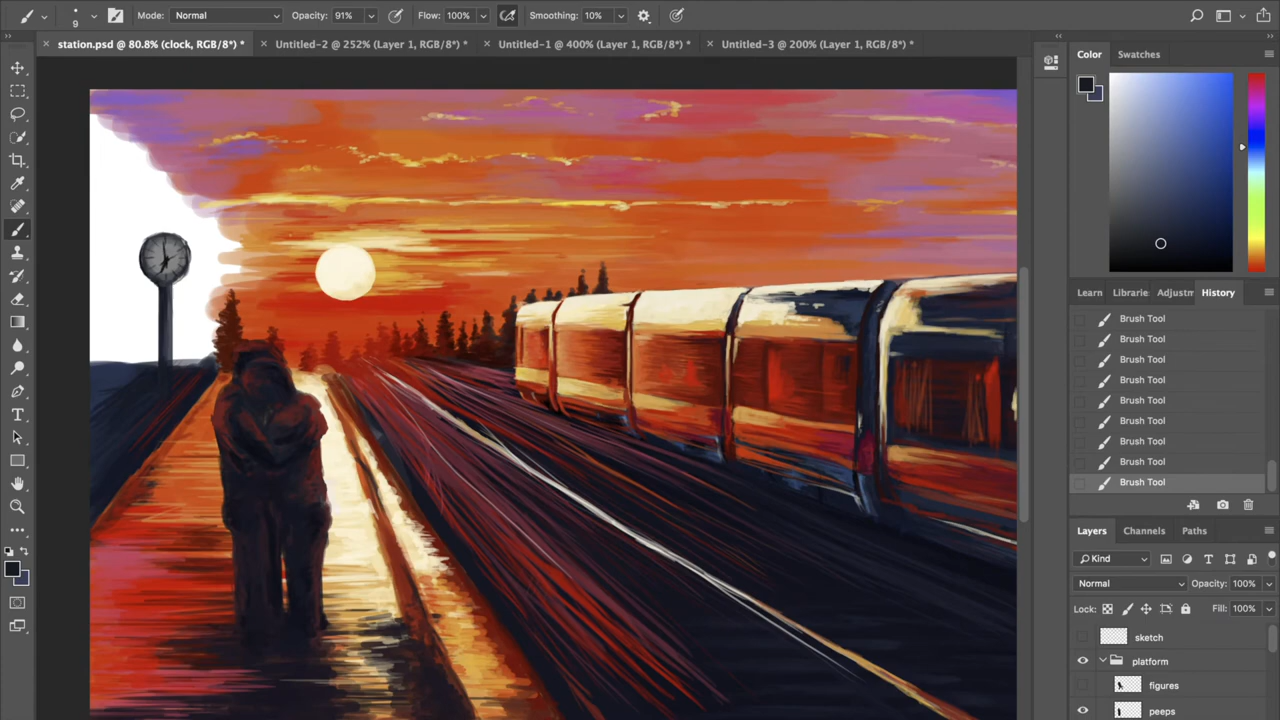 9 Mode: Normal Opacity: 91% Flow: 100% Smoothing: 10%
station.psd @ 80.8% (clock, RGB/8*) * Untitled-2 @ 252% (Layer 1, RGB/8*) * Untitled-1 @ 400% (Layer 1, RGB/8*) * Untitled-3 @ 200% (Layer 1, RGB/8*) *
Color Swatches
Learn Librarie Adjustm History
Brush Tool
Brush Tool
Brush Tool
Brush Tool
Brush Tool
Brush Tool
Brush Tool
Brush Tool
Brush Tool
Layers Channels Paths
Kind
Normal Opacity: 100%
Lock: Fill: 100%
sketch
platform
figures
peeps